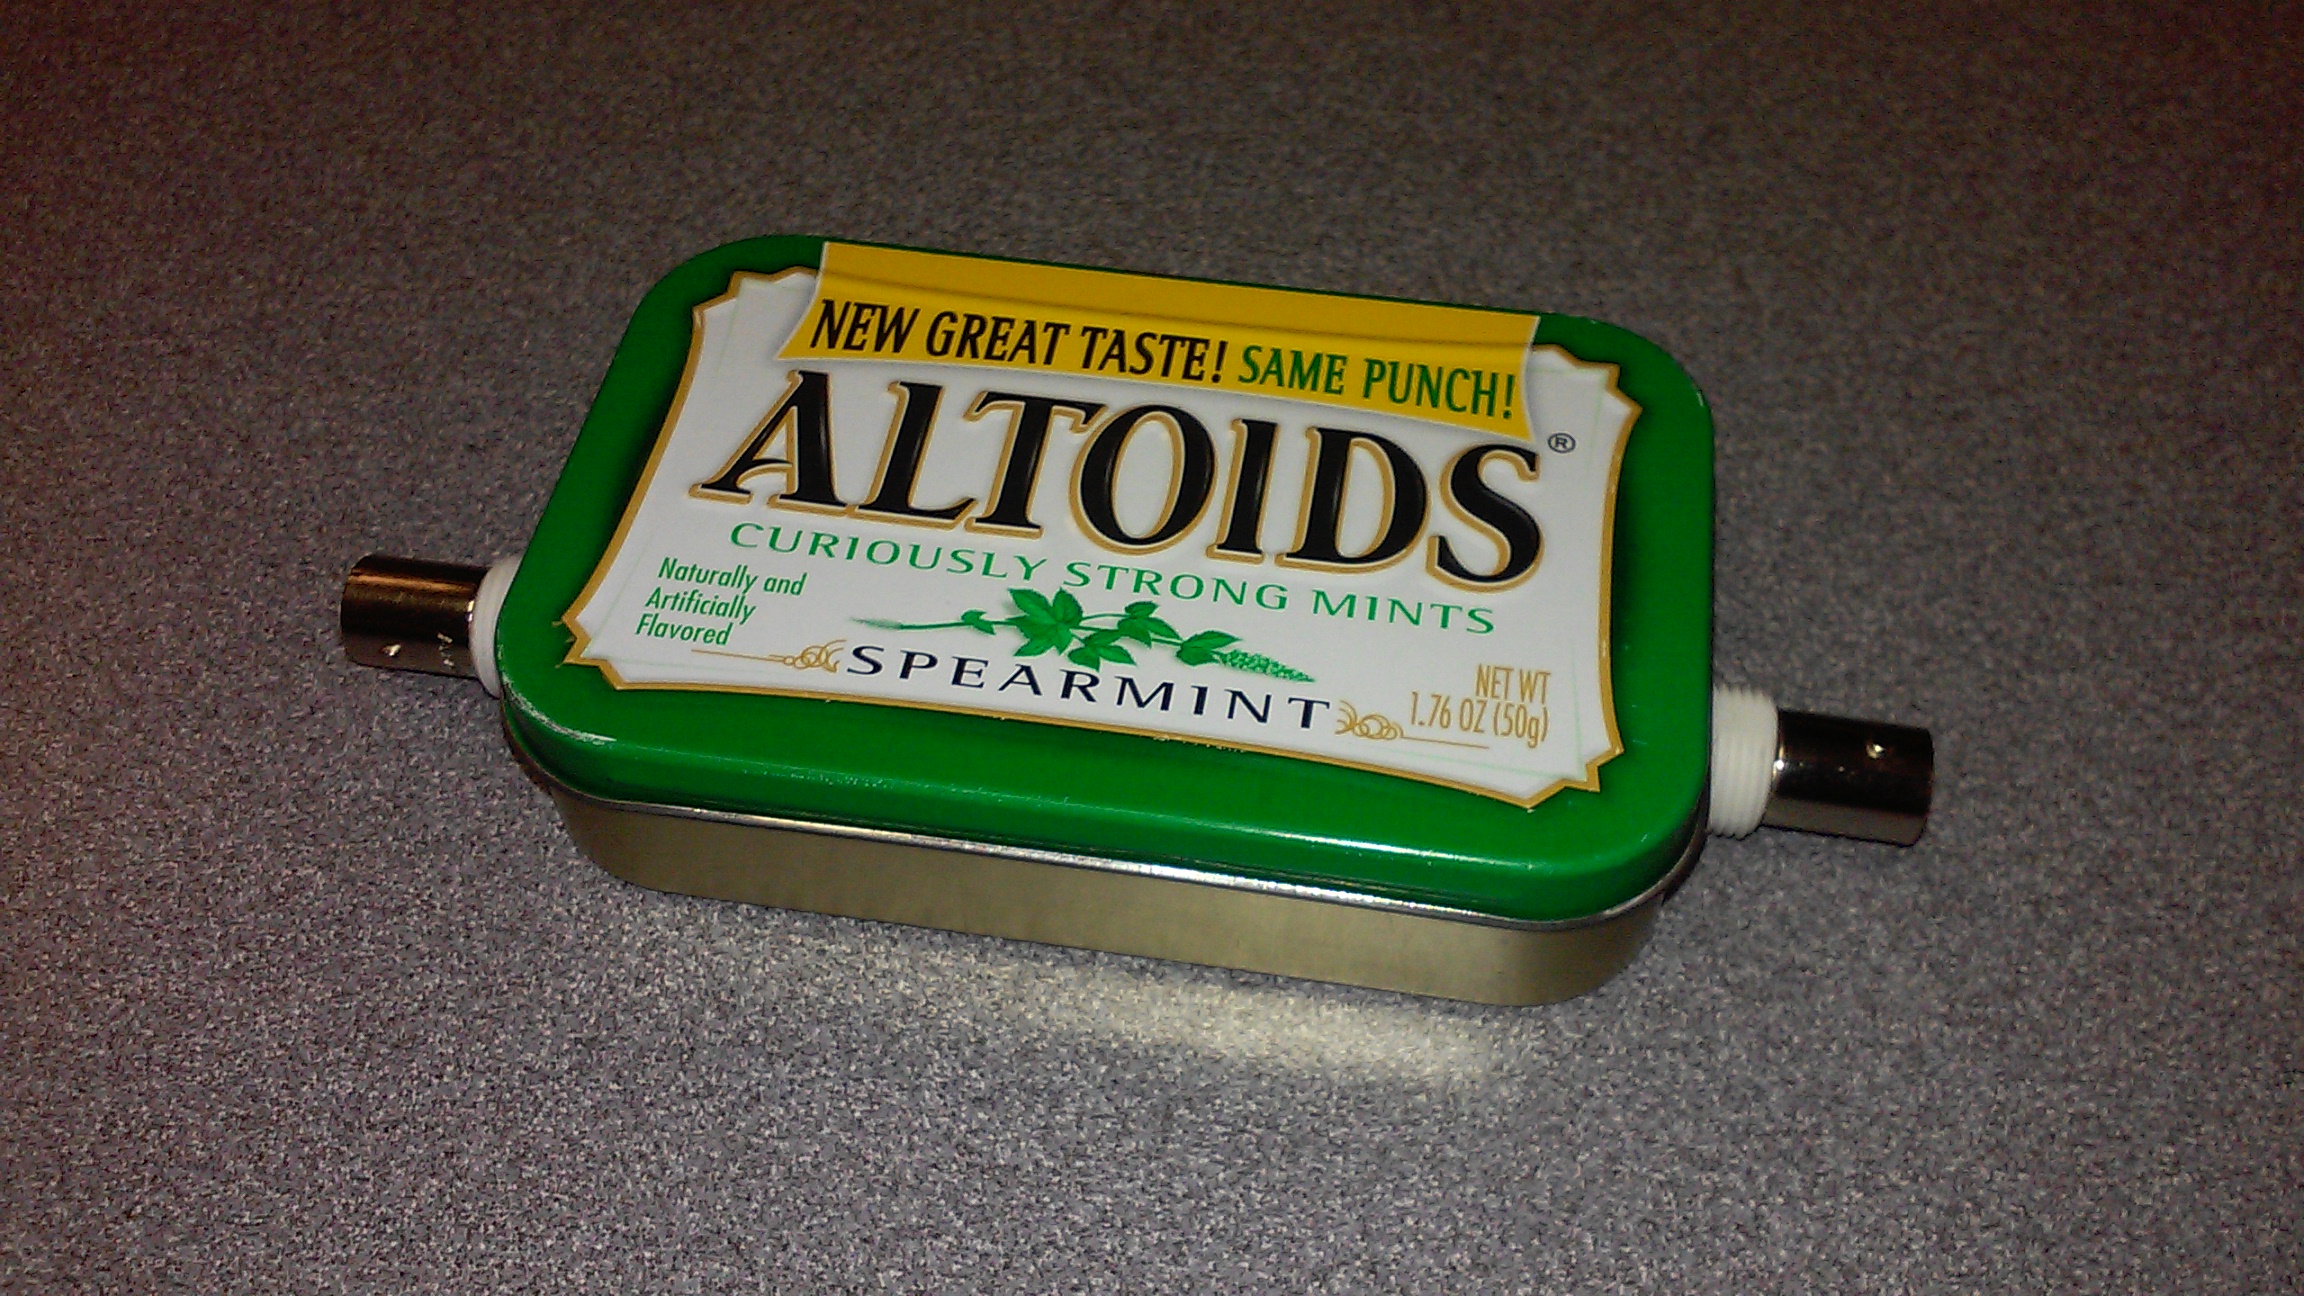 NEW GREAT TASTE! SAME PUNCH!
ALTOIDS®
CURIOUSLY STRONG MINTS
Naturally and
Artificially
Flavored
SPEARMINT
NET WT
1.76 OZ (50g)